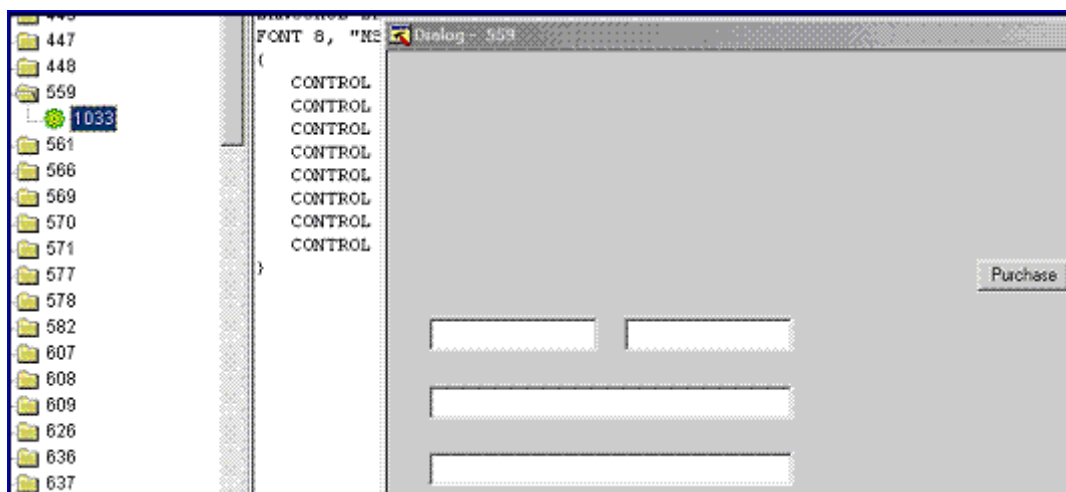 447
448
559
1033
561
566
569
570
571
577
578
582
607
608
609
626
636
637
FONT 8, "MS
{
CONTROL
CONTROL
CONTROL
CONTROL
CONTROL
CONTROL
CONTROL
CONTROL
}
Dialog - 559
Purchase